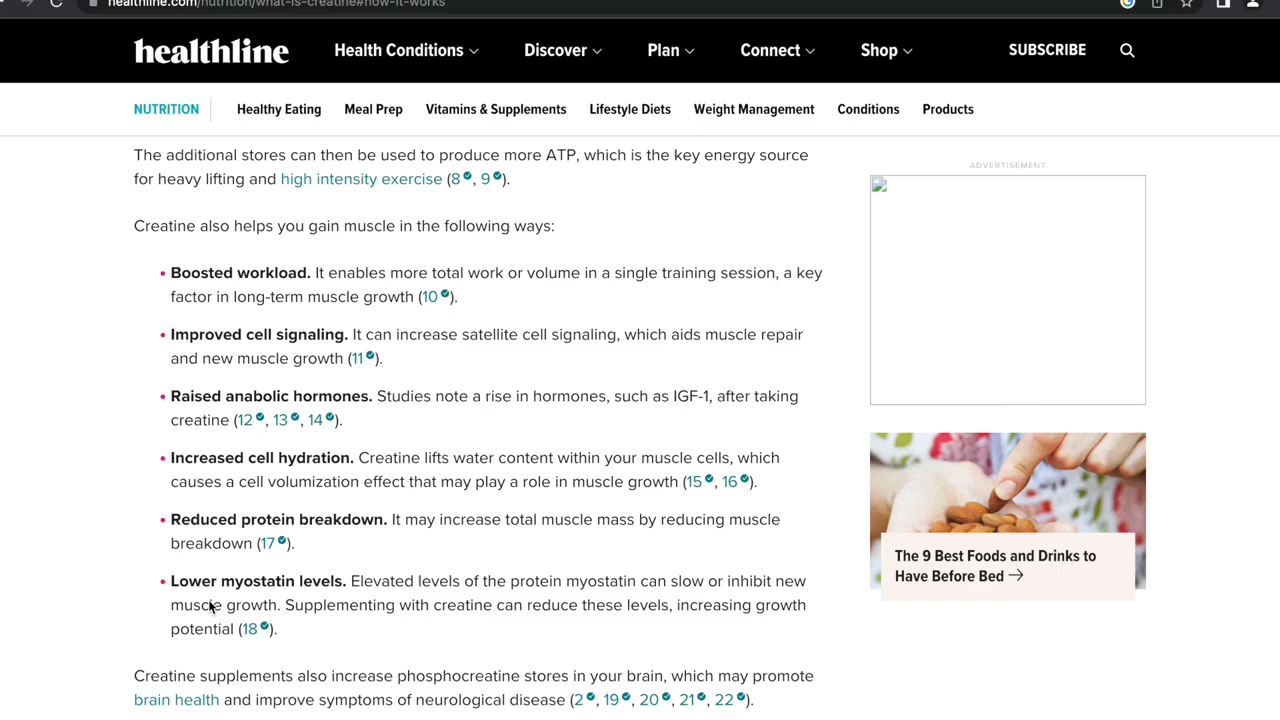 healthline.com/nutrition/what-is-creatine#how-it-works
healthline
Health Conditions
Discover
Plan
Connect
Shop
SUBSCRIBE
NUTRITION
Healthy Eating
Meal Prep
Vitamins & Supplements
Lifestyle Diets
Weight Management
Conditions
Products
The additional stores can then be used to produce more ATP, which is the key energy source
for heavy lifting and high intensity exercise (8, 9).
Creatine also helps you gain muscle in the following ways:
• Boosted workload. It enables more total work or volume in a single training session, a key
factor in long-term muscle growth (10).
• Improved cell signaling. It can increase satellite cell signaling, which aids muscle repair
and new muscle growth (11).
• Raised anabolic hormones. Studies note a rise in hormones, such as IGF-1, after taking
creatine (12, 13, 14).
• Increased cell hydration. Creatine lifts water content within your muscle cells, which
causes a cell volumization effect that may play a role in muscle growth (15, 16).
• Reduced protein breakdown. It may increase total muscle mass by reducing muscle
breakdown (17).
• Lower myostatin levels. Elevated levels of the protein myostatin can slow or inhibit new
muscle growth. Supplementing with creatine can reduce these levels, increasing growth
potential (18).
Creatine supplements also increase phosphocreatine stores in your brain, which may promote
brain health and improve symptoms of neurological disease (2, 19, 20, 21, 22).
ADVERTISEMENT
The 9 Best Foods and Drinks to
Have Before Bed →